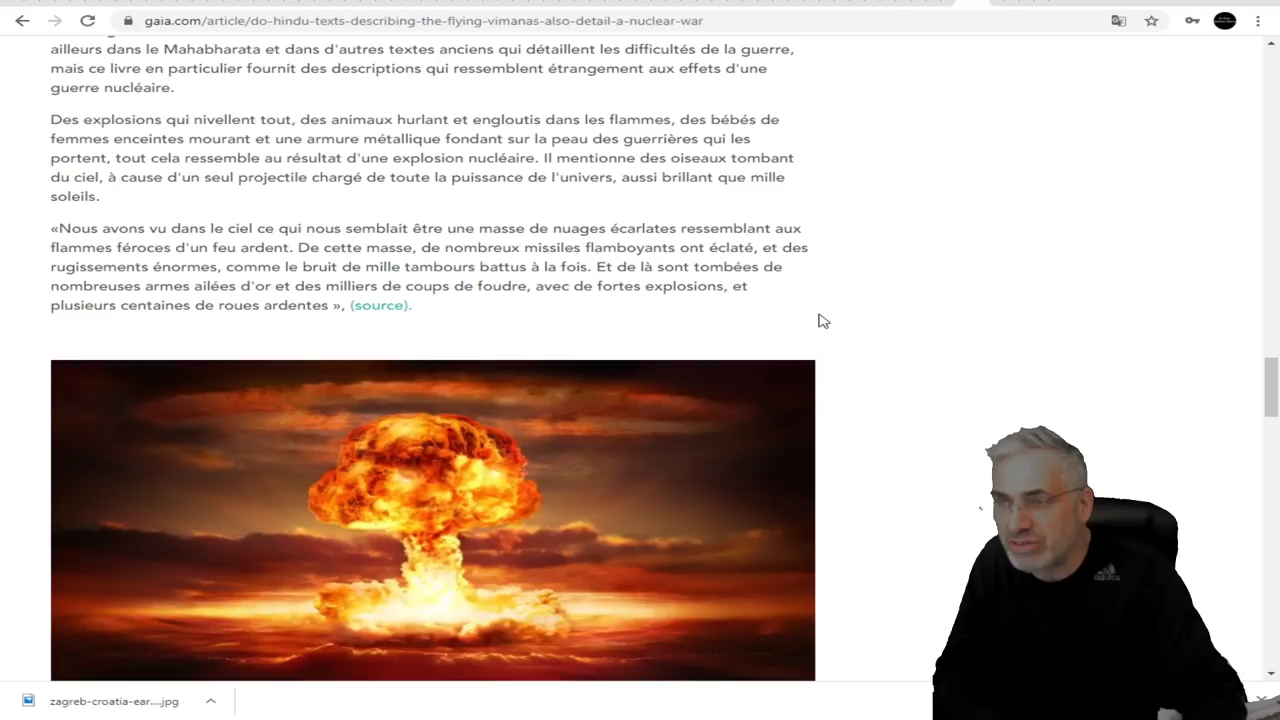 gaia.com/article/do-hindu-texts-describing-the-flying-vimanas-also-detail-a-nuclear-war
ailleurs dans le Mahabharata et dans d'autres textes anciens qui détaillent les difficultés de la guerre,
mais ce livre en particulier fournit des descriptions qui ressemblent étrangement aux effets d'une
guerre nucléaire.
Des explosions qui nivellent tout, des animaux hurlant et engloutis dans les flammes, des bébés de
femmes enceintes mourant et une armure métallique fondant sur la peau des guerrières qui les
portent, tout cela ressemble au résultat d'une explosion nucléaire. Il mentionne des oiseaux tombant
du ciel, à cause d'un seul projectile chargé de toute la puissance de l'univers, aussi brillant que mille
soleils.
«Nous avons vu dans le ciel ce qui nous semblait être une masse de nuages écarlates ressemblant aux
flammes féroces d'un feu ardent. De cette masse, de nombreux missiles flamboyants ont éclaté, et des
rugissements énormes, comme le bruit de mille tambours battus à la fois. Et de là sont tombées de
nombreuses armes ailées d'or et des milliers de coups de foudre, avec de fortes explosions, et
plusieurs centaines de roues ardentes », (source).
adidas
zagreb-croatia-ear....jpg